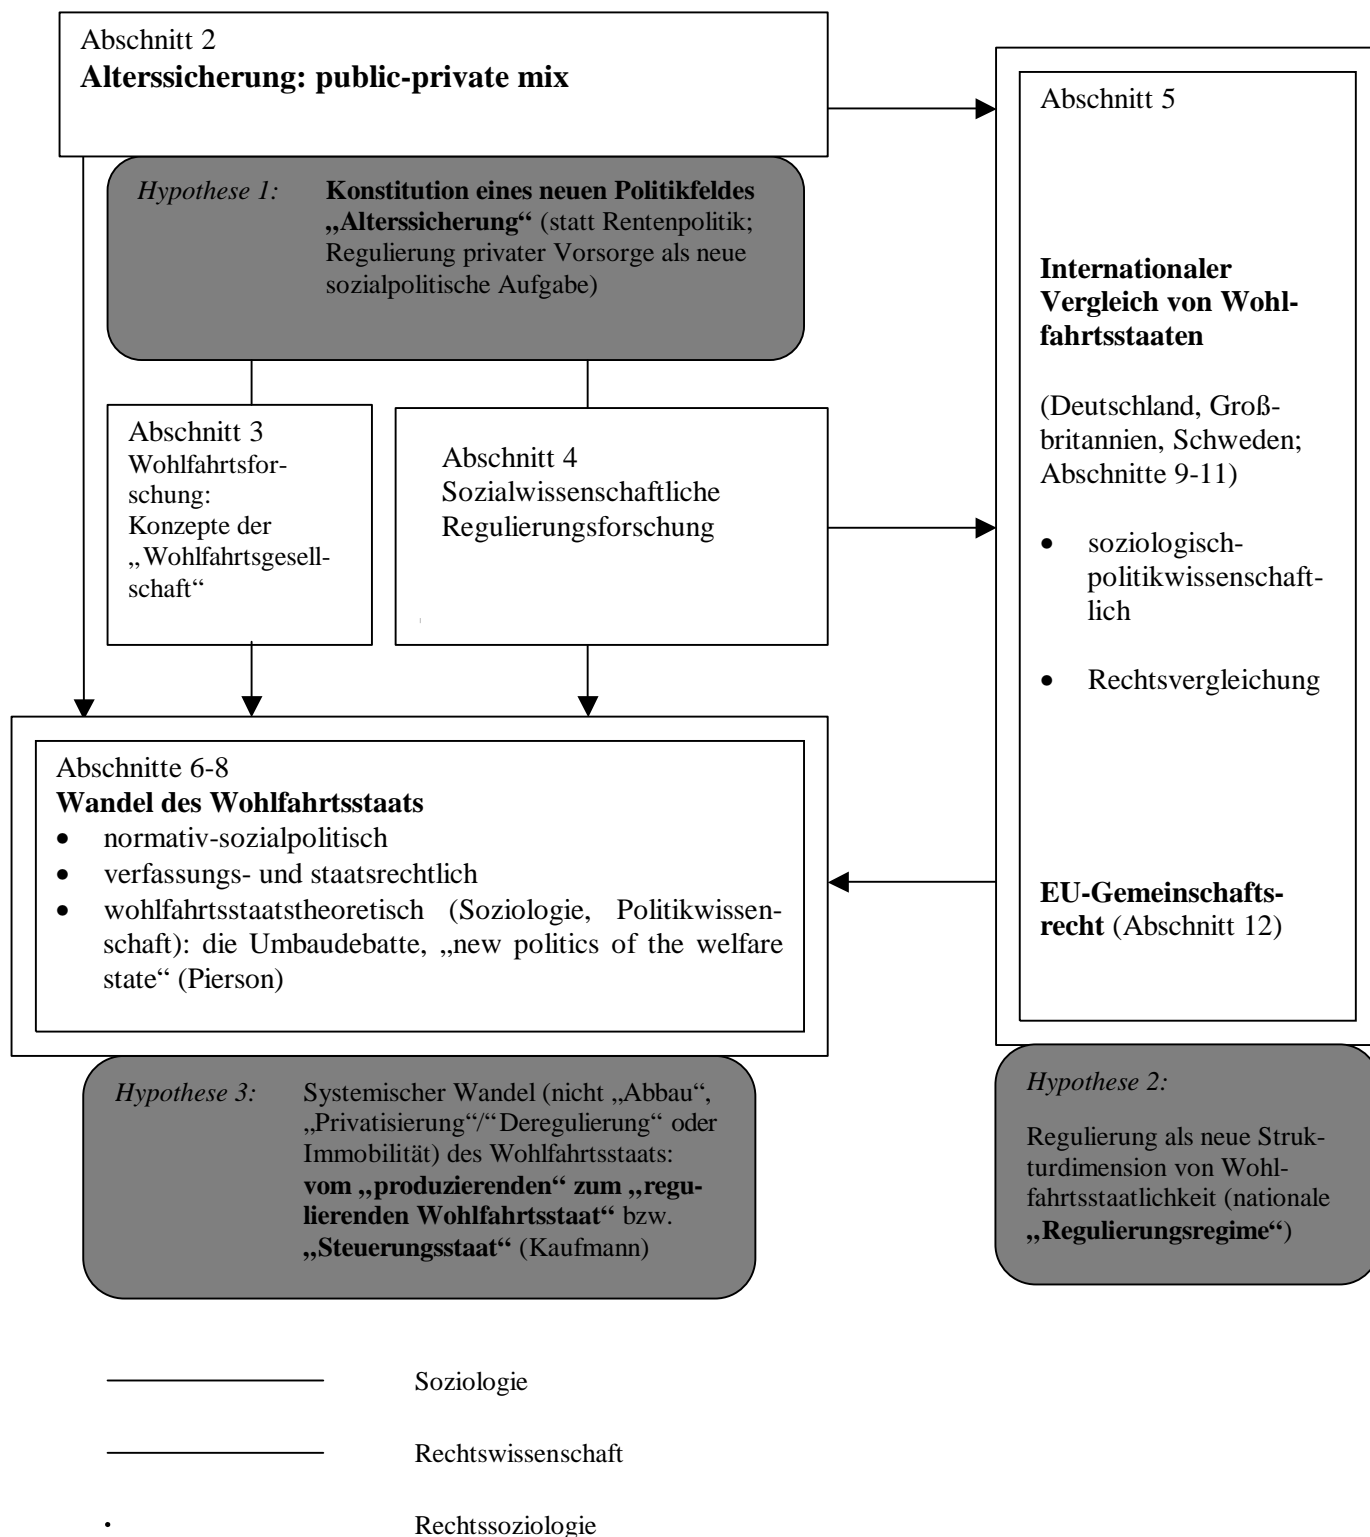 Abschnitt 2
Alterssicherung: public-private mix
Hypothese 1: Konstitution eines neuen Politikfeldes
„Alterssicherung“ (statt Rentenpolitik;
Regulierung privater Vorsorge als neue
sozialpolitische Aufgabe)
Abschnitt 3
Wohlfahrtsfor-
schung:
Konzepte der
„Wohlfahrtsgesell-
schaft“
Abschnitt 4
Sozialwissenschaftliche
Regulierungsforschung
Abschnitt 5
Internationaler
Vergleich von Wohl-
fahrtsstaaten
(Deutschland, Groß-
britannien, Schweden;
Abschnitte 9-11)
• soziologisch-
politikwissenschaft-
lich
• Rechtsvergleichung
EU-Gemeinschafts-
recht (Abschnitt 12)
Abschnitte 6-8
Wandel des Wohlfahrtsstaats
• normativ-sozialpolitisch
• verfassungs- und staatsrechtlich
• wohlfahrtsstaatstheoretisch (Soziologie, Politikwissen-
schaft): die Umbaudebatte, „new politics of the welfare
state“ (Pierson)
Hypothese 3: Systemischer Wandel (nicht „Abbau“,
„Privatisierung“/“Deregulierung“ oder
Immobilität) des Wohlfahrtsstaats:
vom „produzierenden“ zum „regu-
lierenden Wohlfahrtsstaat“ bzw.
„Steuerungsstaat“ (Kaufmann)
Hypothese 2:
Regulierung als neue Struk-
turdimension von Wohl-
fahrtsstaatlichkeit (nationale
„Regulierungsregime“)
Soziologie
Rechtswissenschaft
Rechtssoziologie